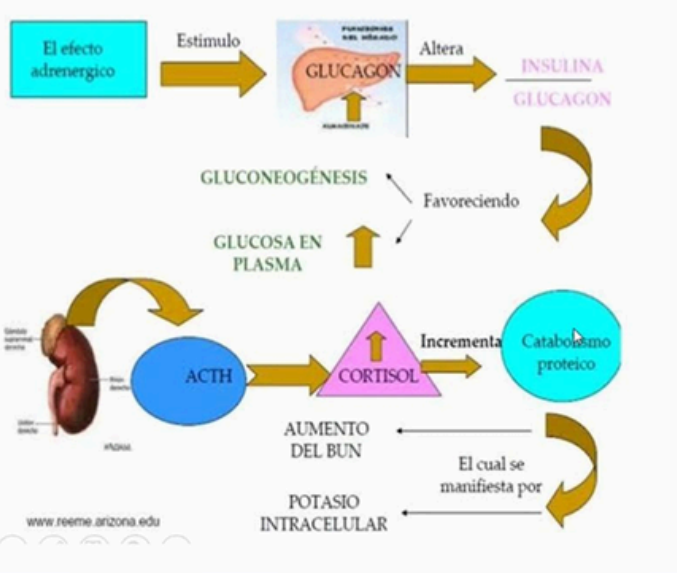 El efecto
adrenergico
Estimulo
GLUCAGON
Altera
INSULINA
GLUCAGON
GLUCONEOGÉNESIS
Favoreciendo
GLUCOSA EN
PLASMA
ACTH
CORTISOL
Incrementa
Catabolismo
proteico
AUMENTO
DEL BUN
El cual se
manifiesta por
POTASIO
INTRACELULAR
www.reeme.arizona.edu